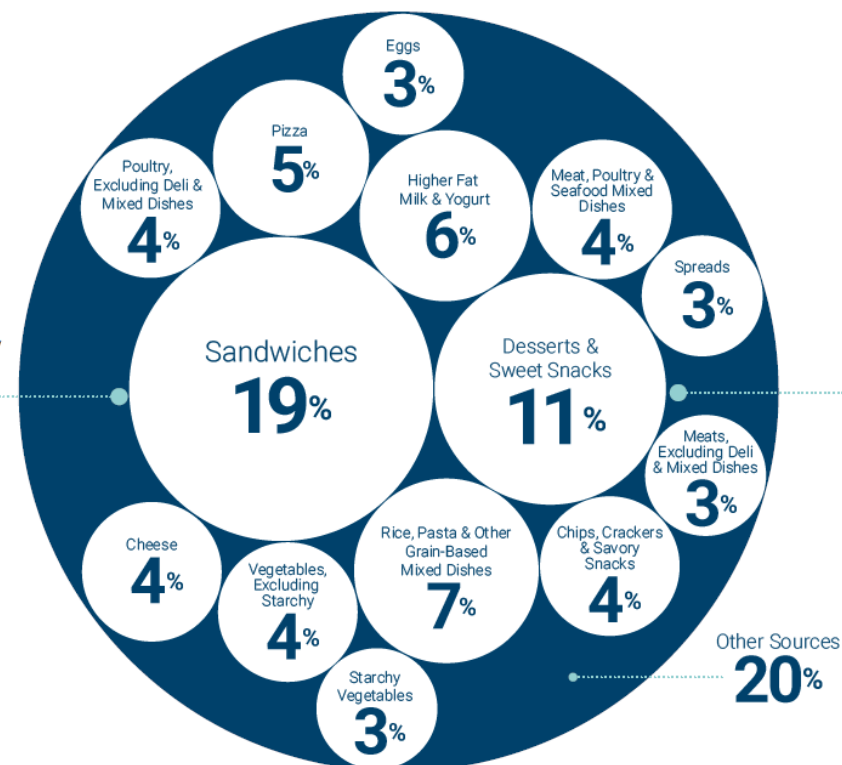 Eggs
3%
Pizza
5%
Poultry,
Excluding Deli &
Mixed Dishes
4%
Higher Fat
Milk & Yogurt
6%
Meat, Poultry &
Seafood Mixed
Dishes
4%
Spreads
3%
Sandwiches
19%
Desserts &
Sweet Snacks
11%
Meats,
Excluding Deli
& Mixed Dishes
3%
Cheese
4%
Vegetables,
Excluding
Starchy
4%
Rice, Pasta & Other
Grain-Based
Mixed Dishes
7%
Chips, Crackers
& Savory
Snacks
4%
Starchy
Vegetables
3%
Other Sources
20%